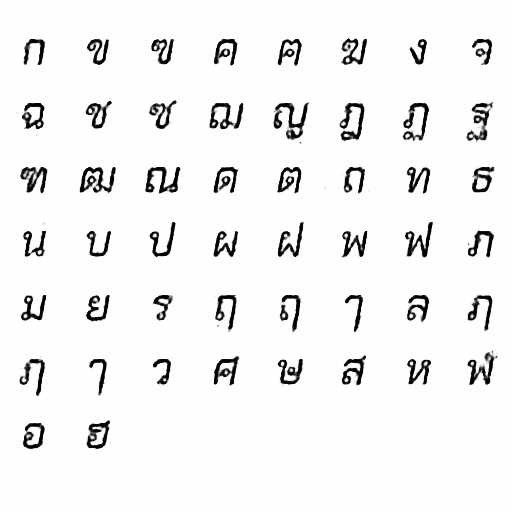 ก ข ฃ ค ฅ ฆ ง จ
ฉ ช ซ ฌ ญ ฎ ฏ ฐ
ฑ ฒ ณ ด ต ถ ท ธ
น บ ป ผ ฝ พ ฟ ภ
ม ย ร ฤ ฤ ๅ ล ฦ
ฦ ๅ ว ศ ษ ส ห ฬ
อ ฮ